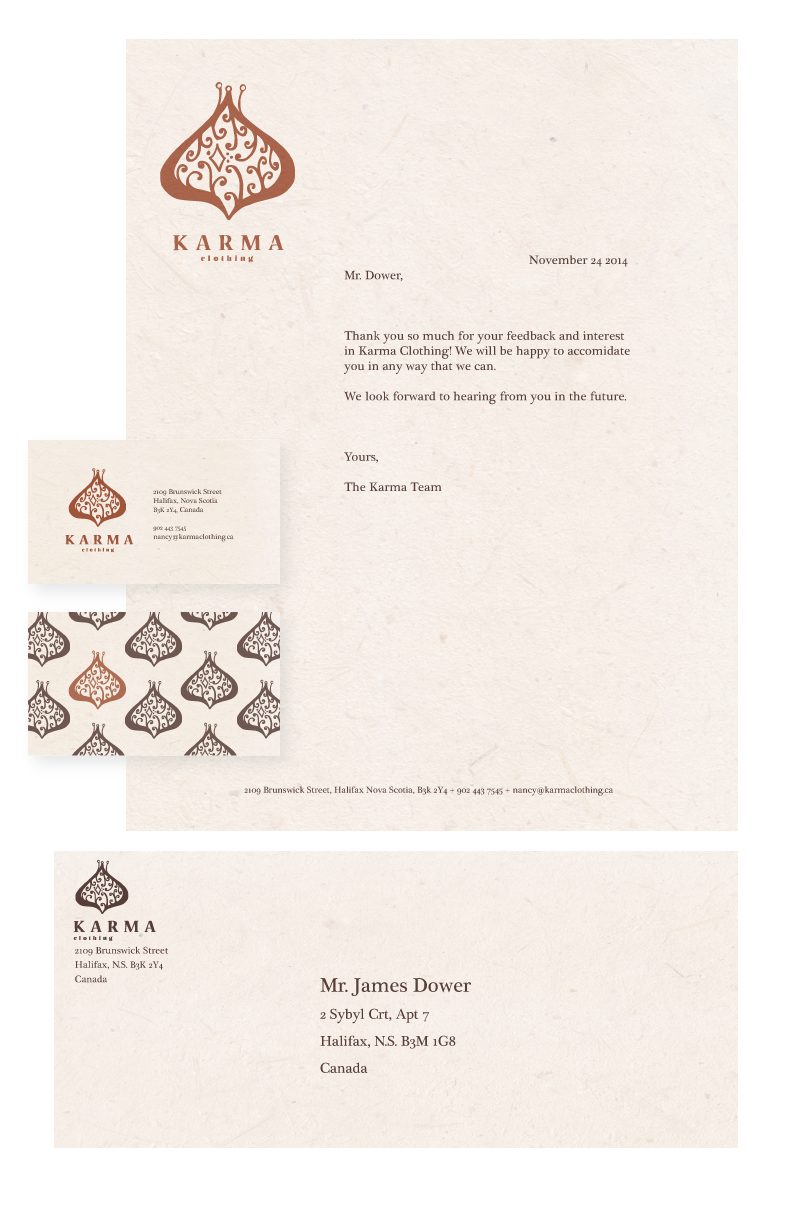 KARMA
clothing
November 24 2014
Mr. Dower,
Thank you so much for your feedback and interest
in Karma Clothing! We will be happy to accomidate
you in any way that we can.
We look forward to hearing from you in the future.
Yours,
The Karma Team
KARMA
clothing
2109 Brunswick Street
Halifax, Nova Scotia
B3K 2Y4, Canada
902 443 7545
nancy@karmaclothing.ca
2109 Brunswick Street, Halifax Nova Scotia, B3k 2Y4 + 902 443 7545 + nancy@karmaclothing.ca
KARMA
clothing
2109 Brunswick Street
Halifax, N.S. B3K 2Y4
Canada
Mr. James Dower
2 Sybyl Crt, Apt 7
Halifax, N.S. B3M 1G8
Canada